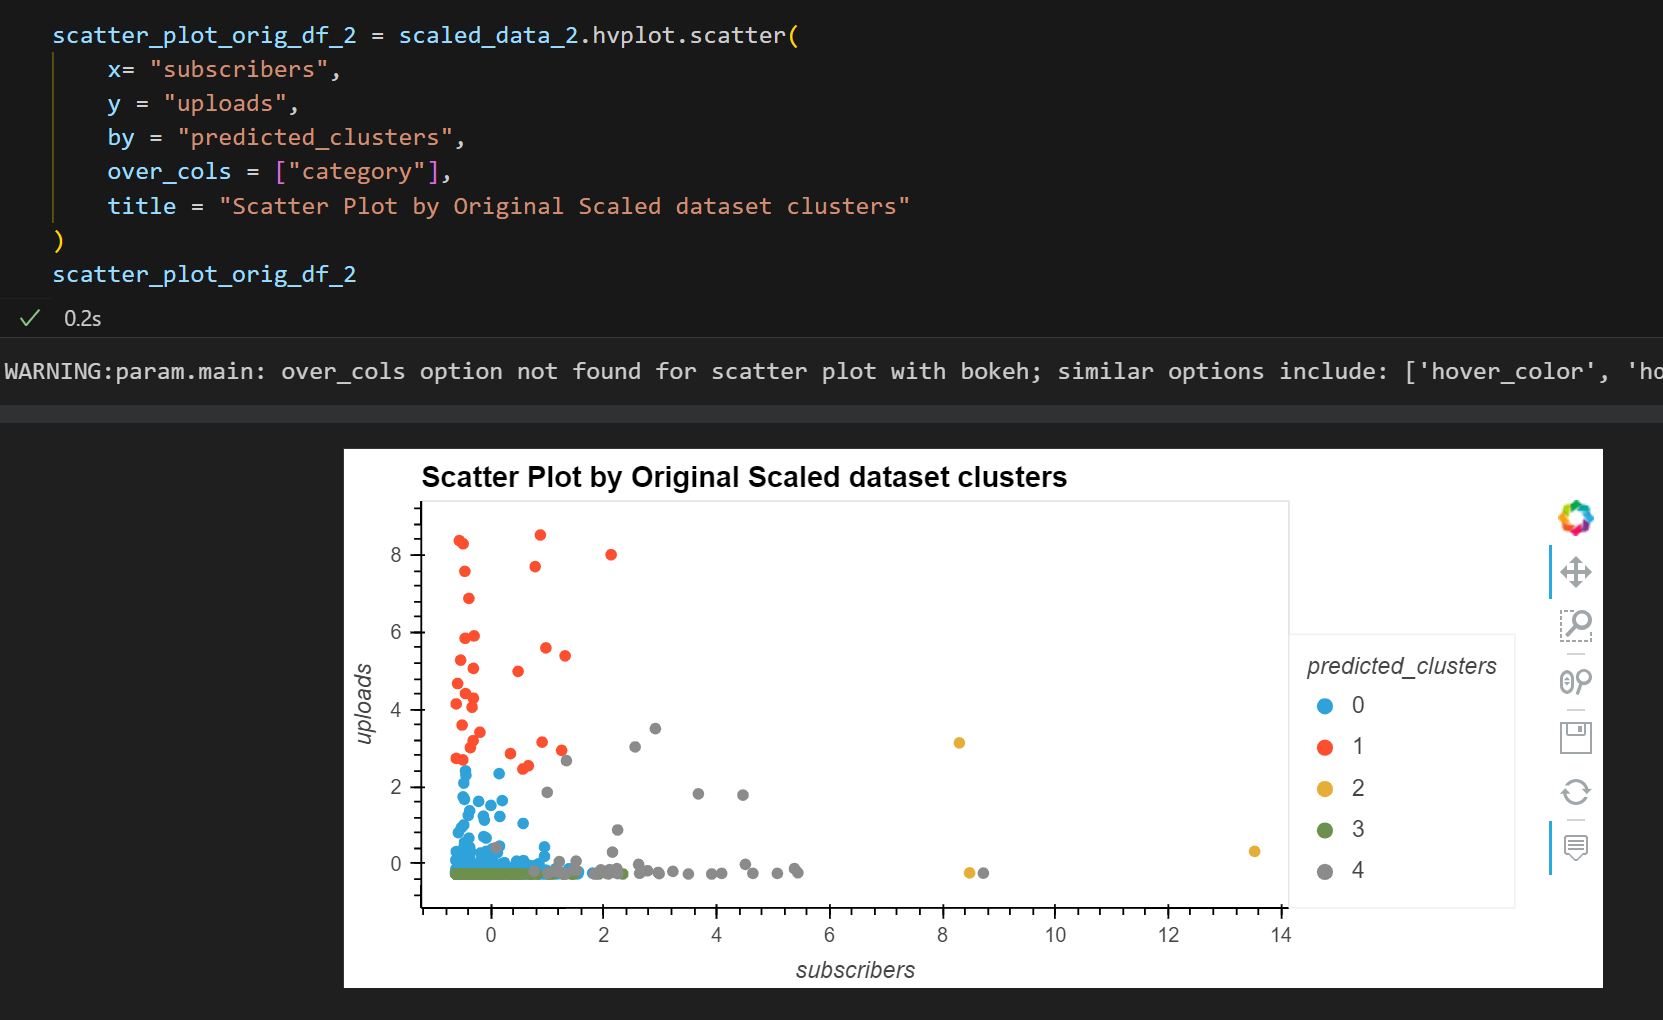 scatter_plot_orig_df_2 = scaled_data_2.hvplot.scatter(
    x= "subscribers",
    y = "uploads",
    by = "predicted_clusters",
    over_cols = ["category"],
    title = "Scatter Plot by Original Scaled dataset clusters"
)
scatter_plot_orig_df_2
0.2s
WARNING:param.main: over_cols option not found for scatter plot with bokeh; similar options include: ['hover_color', 'ho
Scatter Plot by Original Scaled dataset clusters
8
6
4
2
0
uploads
0 2 4 6 8 10 12 14
subscribers
predicted_clusters
0
1
2
3
4